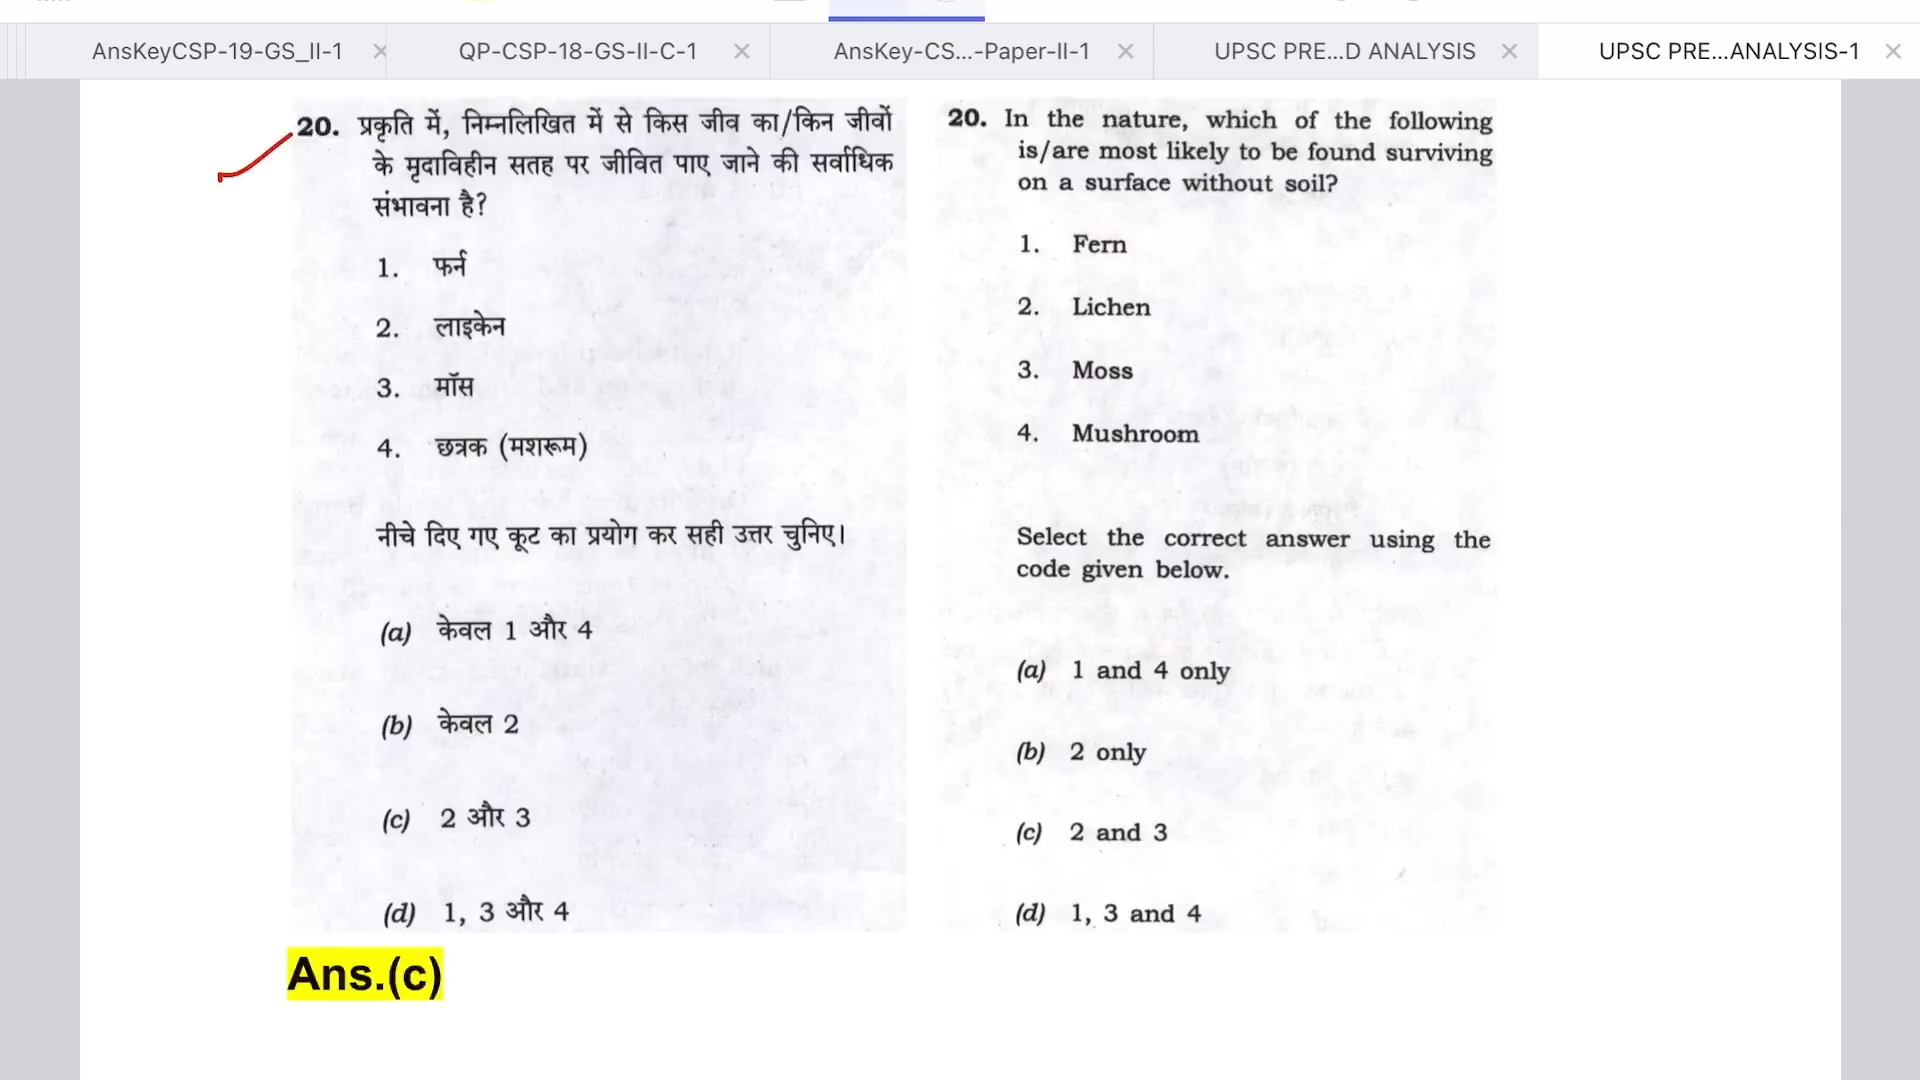 AnsKeyCSP-19-GS_II-1
QP-CSP-18-GS-II-C-1
AnsKey-CS...-Paper-II-1
UPSC PRE...D ANALYSIS
UPSC PRE...ANALYSIS-1
20. प्रकृति में, निम्नलिखित में से किस जीव का/किन जीवों
के मृदाविहीन सतह पर जीवित पाए जाने की सर्वाधिक
संभावना है?
1. फर्न
2. लाइकेन
3. मॉस
4. छत्रक (मशरूम)
नीचे दिए गए कूट का प्रयोग कर सही उत्तर चुनिए।
(a) केवल 1 और 4
(b) केवल 2
(c) 2 और 3
(d) 1, 3 और 4
Ans.(c)
20. In the nature, which of the following
is/are most likely to be found surviving
on a surface without soil?
1. Fern
2. Lichen
3. Moss
4. Mushroom
Select the correct answer using the
code given below.
(a) 1 and 4 only
(b) 2 only
(c) 2 and 3
(d) 1, 3 and 4